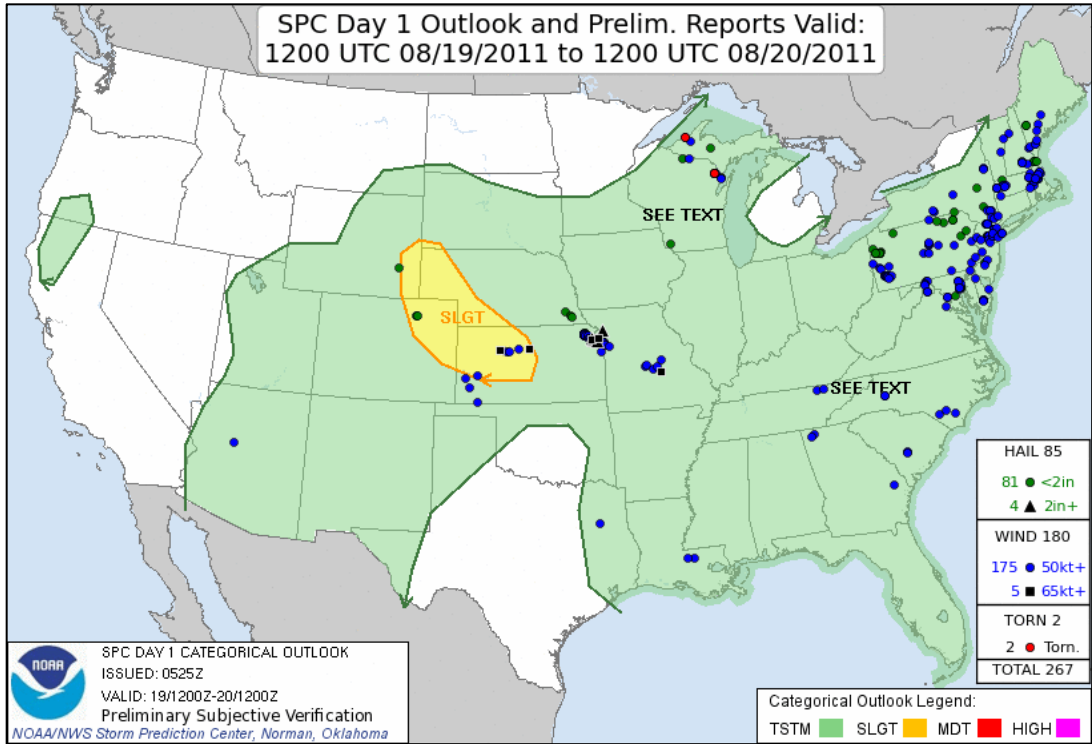 SPC Day 1 Outlook and Prelim. Reports Valid:
1200 UTC 08/19/2011 to 1200 UTC 08/20/2011
SEE TEXT
SLGT
SEE TEXT
HAIL 85
81 <2in
4 2in+
WIND 180
175 50kt+
5 65kt+
TORN 2
2 Torn.
TOTAL 267
NOAA
SPC DAY 1 CATEGORICAL OUTLOOK
ISSUED: 0525Z
VALID: 19/1200Z-20/1200Z
Preliminary Subjective Verification
NOAA/NWS Storm Prediction Center, Norman, Oklahoma
Categorical Outlook Legend:
TSTM SLGT MDT HIGH